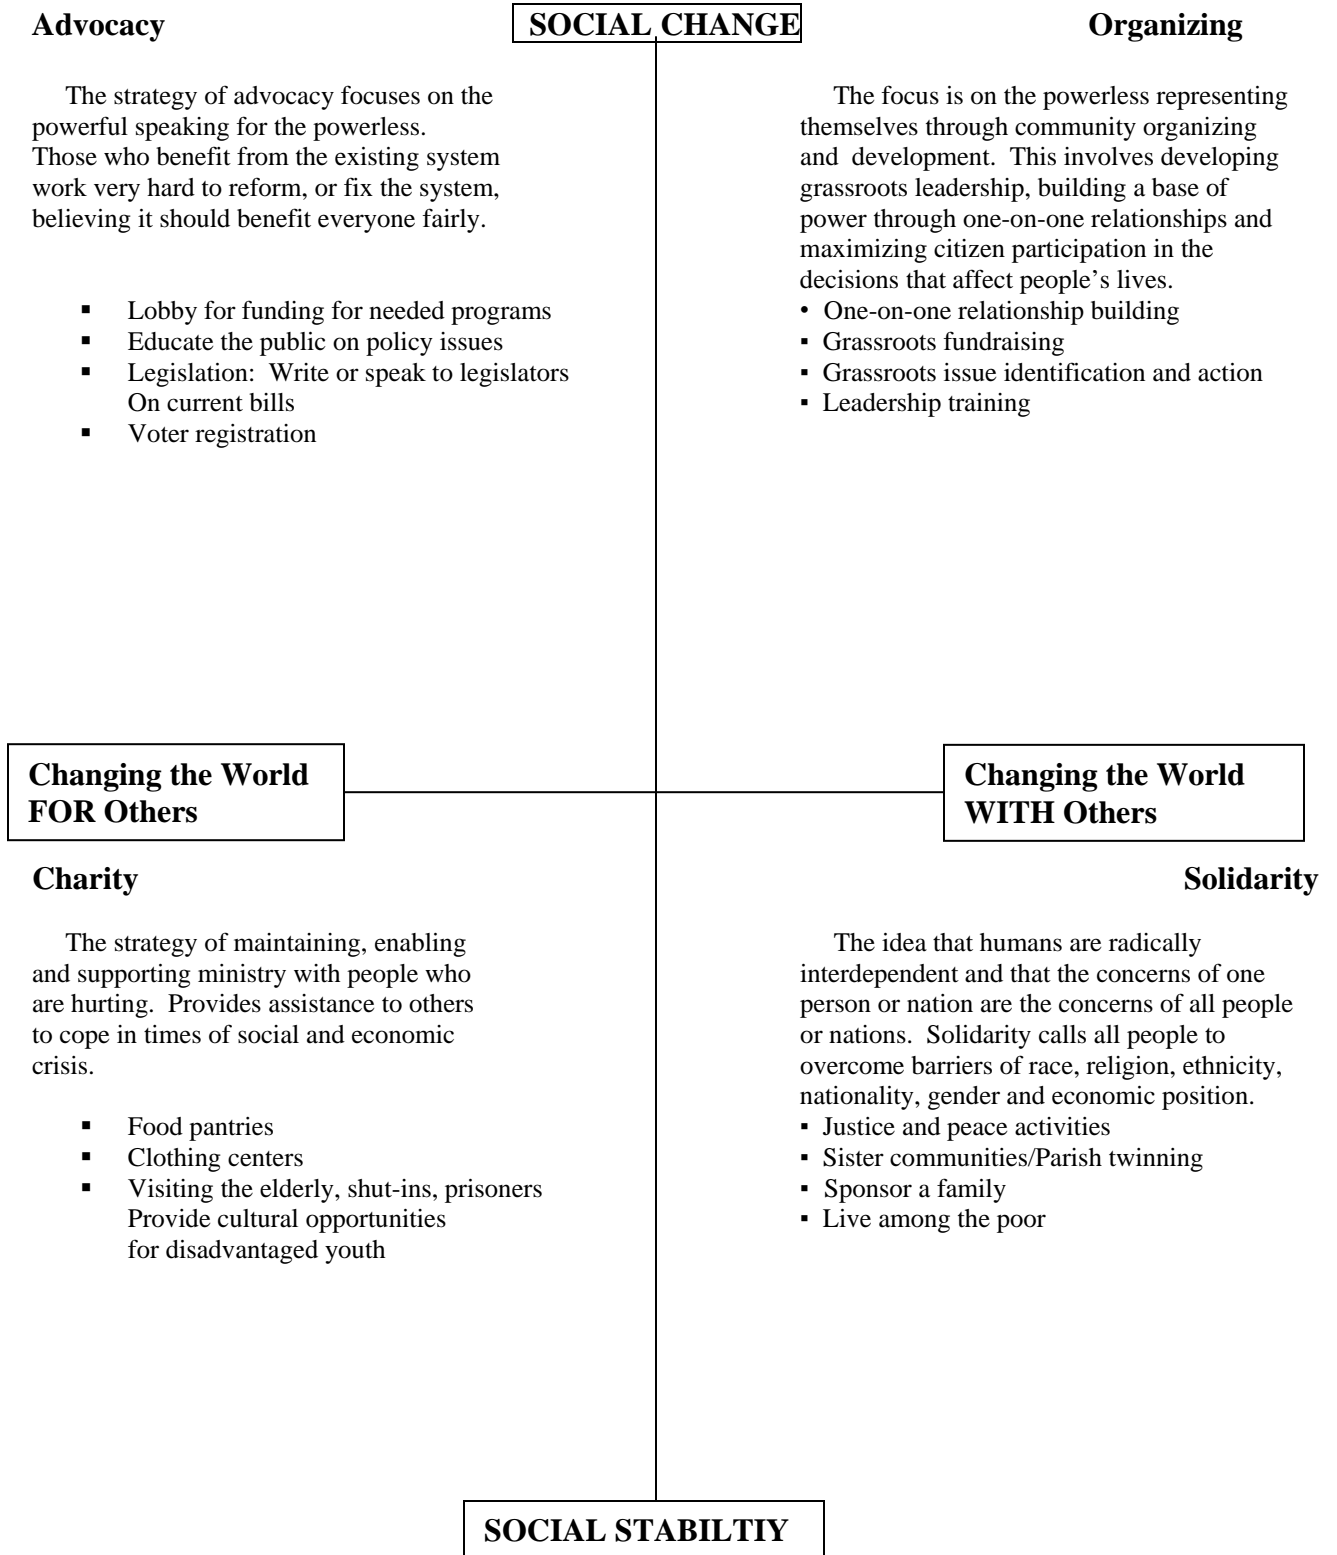 Advocacy
SOCIAL CHANGE
Organizing
The strategy of advocacy focuses on the
powerful speaking for the powerless.
Those who benefit from the existing system
work very hard to reform, or fix the system,
believing it should benefit everyone fairly.
▪ Lobby for funding for needed programs
▪ Educate the public on policy issues
▪ Legislation: Write or speak to legislators
On current bills
▪ Voter registration
The focus is on the powerless representing
themselves through community organizing
and development. This involves developing
grassroots leadership, building a base of
power through one-on-one relationships and
maximizing citizen participation in the
decisions that affect people’s lives.
• One-on-one relationship building
▪ Grassroots fundraising
▪ Grassroots issue identification and action
▪ Leadership training
Changing the World
FOR Others
Changing the World
WITH Others
Charity
The strategy of maintaining, enabling
and supporting ministry with people who
are hurting. Provides assistance to others
to cope in times of social and economic
crisis.
▪ Food pantries
▪ Clothing centers
▪ Visiting the elderly, shut-ins, prisoners
Provide cultural opportunities
for disadvantaged youth
Solidarity
The idea that humans are radically
interdependent and that the concerns of one
person or nation are the concerns of all people
or nations. Solidarity calls all people to
overcome barriers of race, religion, ethnicity,
nationality, gender and economic position.
▪ Justice and peace activities
▪ Sister communities/Parish twinning
▪ Sponsor a family
▪ Live among the poor
SOCIAL STABILTIY